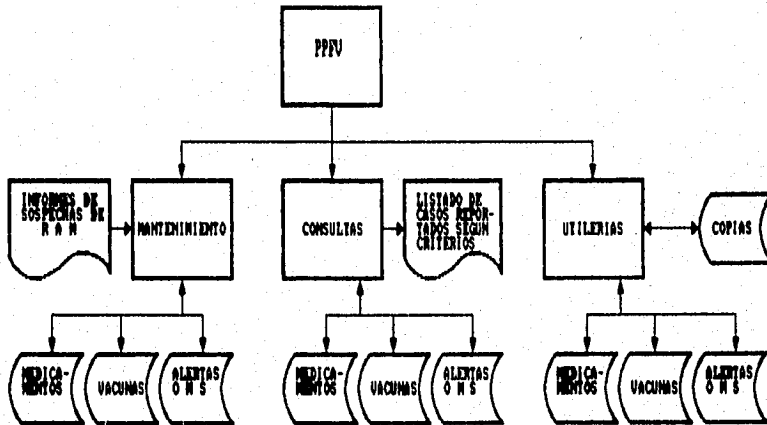 PPFV
INFORMES DE
SOSPECHAS DE
R A M
MANTENIMIENTO
CONSULTAS
LISTADO DE
CASOS REPOR-
TADOS SEGUN
CRITERIOS
UTILERIAS
COPIAS
MEDICA-
MENTOS
VACUNAS
ALERTAS
O M S
MEDICA-
MENTOS
VACUNAS
ALERTAS
O M S
MEDICA-
MENTOS
VACUNAS
ALERTAS
O M S